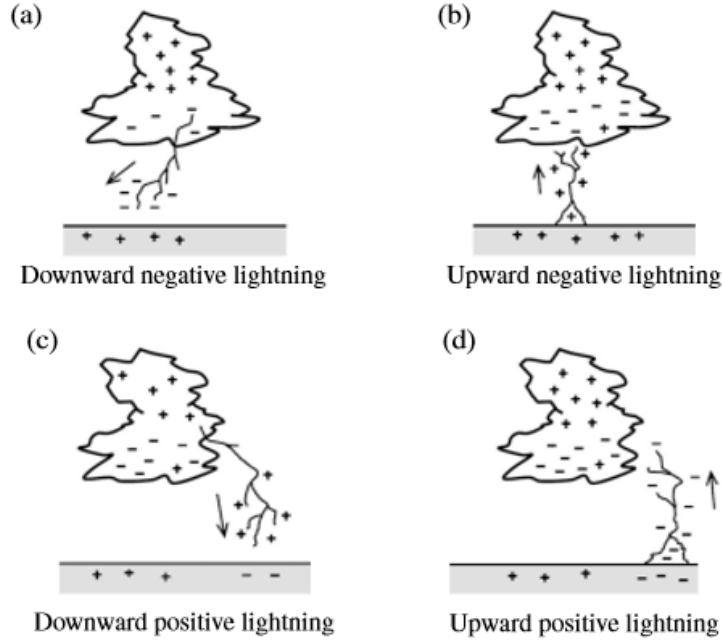 (a)
(b)
Downward negative lightning
Upward negative lightning
(c)
(d)
Downward positive lightning
Upward positive lightning